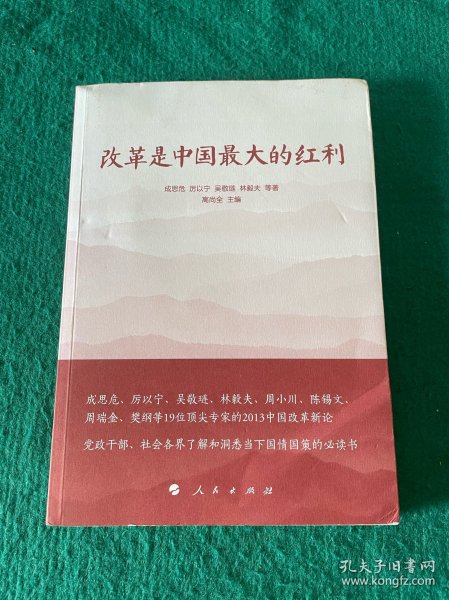 改革是中国最大的红利
成思危 厉以宁 吴敬琏 林毅夫 等著
高尚全 主编
成思危、厉以宁、吴敬琏、林毅夫、周小川、陈锡文、
周瑞金、樊纲等19位顶尖专家的2013中国改革新论
党政干部、社会各界了解和洞悉当下国情国策的必读书
人民出版社
孔夫子旧书网
www.kongfz.com